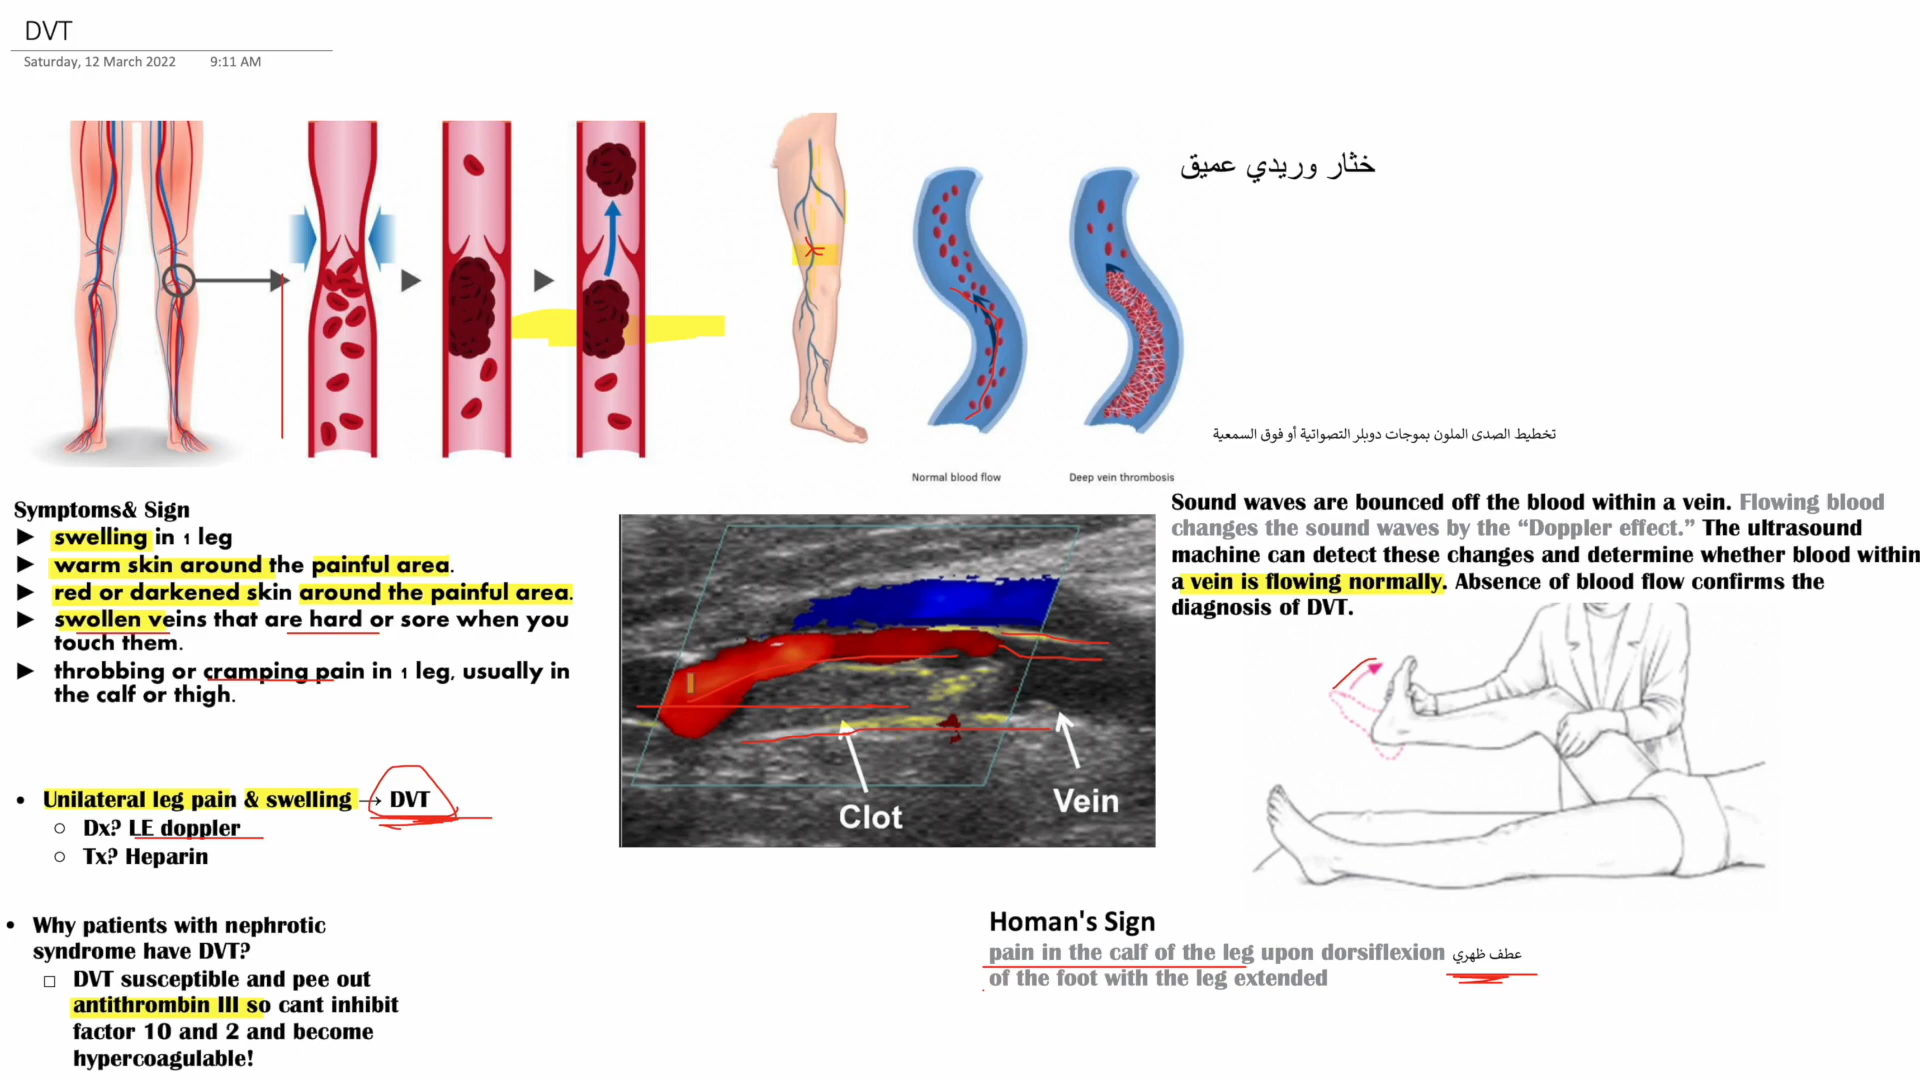 DVT
Saturday, 12 March 2022 9:11 AM
خثار وريدي عميق
تخطيط الصدى الملون بموجات دوبلر التصواتية أو فوق السمعية
Normal blood flow
Deep vein thrombosis
Symptoms& Sign
► swelling in 1 leg
► warm skin around the painful area.
► red or darkened skin around the painful area.
► swollen veins that are hard or sore when you
touch them.
► throbbing or cramping pain in 1 leg, usually in
the calf or thigh.
• Unilateral leg pain & swelling → DVT
○ Dx? LE doppler
○ Tx? Heparin
• Why patients with nephrotic
syndrome have DVT?
□ DVT susceptible and pee out
antithrombin III so cant inhibit
factor 10 and 2 and become
hypercoagulable!
Clot
Vein
Sound waves are bounced off the blood within a vein. Flowing blood
changes the sound waves by the “Doppler effect.” The ultrasound
machine can detect these changes and determine whether blood within
a vein is flowing normally. Absence of blood flow confirms the
diagnosis of DVT.
Homan's Sign
pain in the calf of the leg upon dorsiflexion عطف ظهري
of the foot with the leg extended